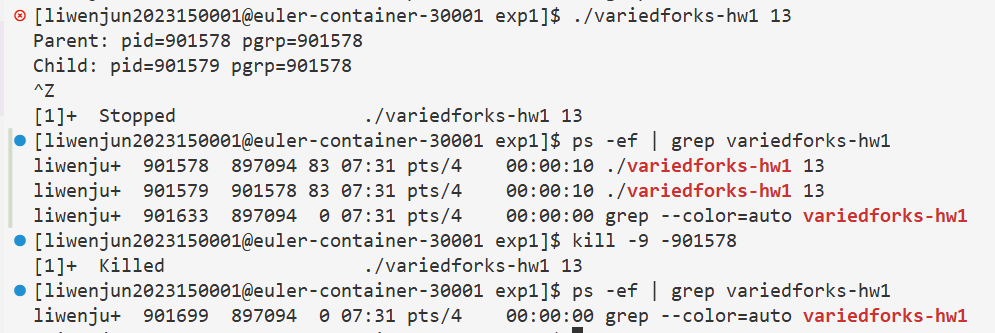 [liwenjun2023150001@euler-container-30001 exp1]$ ./variedforks-hw1 13
Parent: pid=901578 pgrp=901578
Child: pid=901579 pgrp=901578
^Z
[1]+  Stopped                 ./variedforks-hw1 13
[liwenjun2023150001@euler-container-30001 exp1]$ ps -ef | grep variedforks-hw1
liwenju+  901578  897094 83 07:31 pts/4    00:00:10 ./variedforks-hw1 13
liwenju+  901579  901578 83 07:31 pts/4    00:00:10 ./variedforks-hw1 13
liwenju+  901633  897094  0 07:31 pts/4    00:00:00 grep --color=auto variedforks-hw1
[liwenjun2023150001@euler-container-30001 exp1]$ kill -9 -901578
[1]+  Killed                  ./variedforks-hw1 13
[liwenjun2023150001@euler-container-30001 exp1]$ ps -ef | grep variedforks-hw1
liwenju+  901699  897094  0 07:31 pts/4    00:00:00 grep --color=auto variedforks-hw1